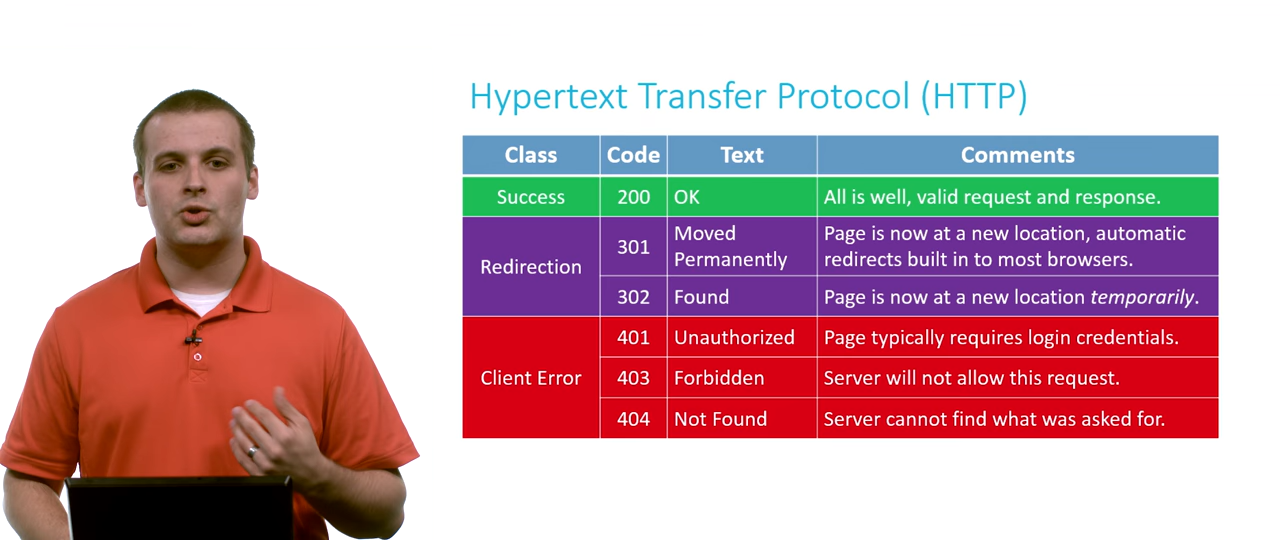 Hypertext Transfer Protocol (HTTP)
Class Code Text Comments
Success 200 OK All is well, valid request and response.
Redirection
301
Moved
Permanently
Page is now at a new location, automatic
redirects built in to most browsers.
302 Found Page is now at a new location temporarily.
Client Error
401 Unauthorized Page typically requires login credentials.
403 Forbidden Server will not allow this request.
404 Not Found Server cannot find what was asked for.